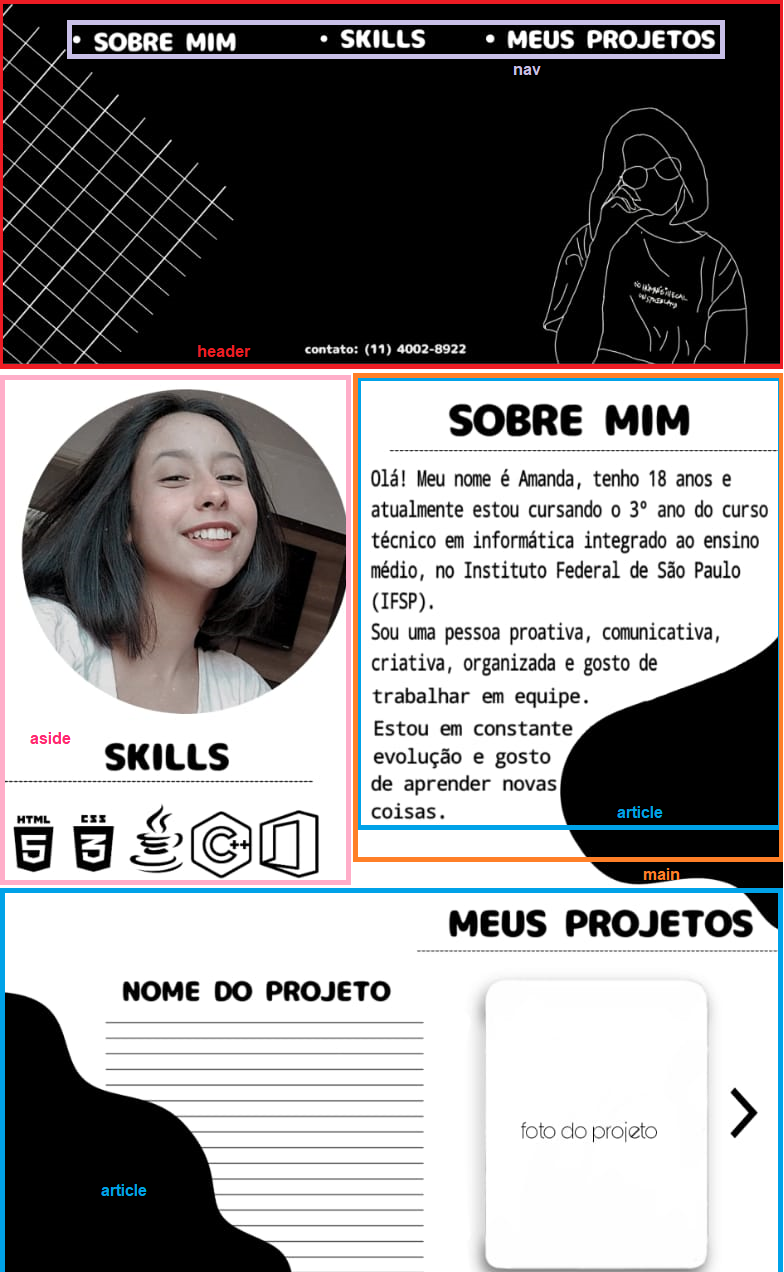 • SOBRE MIM • SKILLS • MEUS PROJETOS
nav
header
contato: (11) 4002-8922
SOBRE MIM
Olá! Meu nome é Amanda, tenho 18 anos e
atualmente estou cursando o 3º ano do curso
técnico em informática integrado ao ensino
médio, no Instituto Federal de São Paulo
(IFSP).
Sou uma pessoa proativa, comunicativa,
criativa, organizada e gosto de
trabalhar em equipe.
Estou em constante
evolução e gosto
de aprender novas
coisas.
article
main
aside
SKILLS
HTML 5
CSS 3
C++
MEUS PROJETOS
NOME DO PROJETO
foto do projeto
article